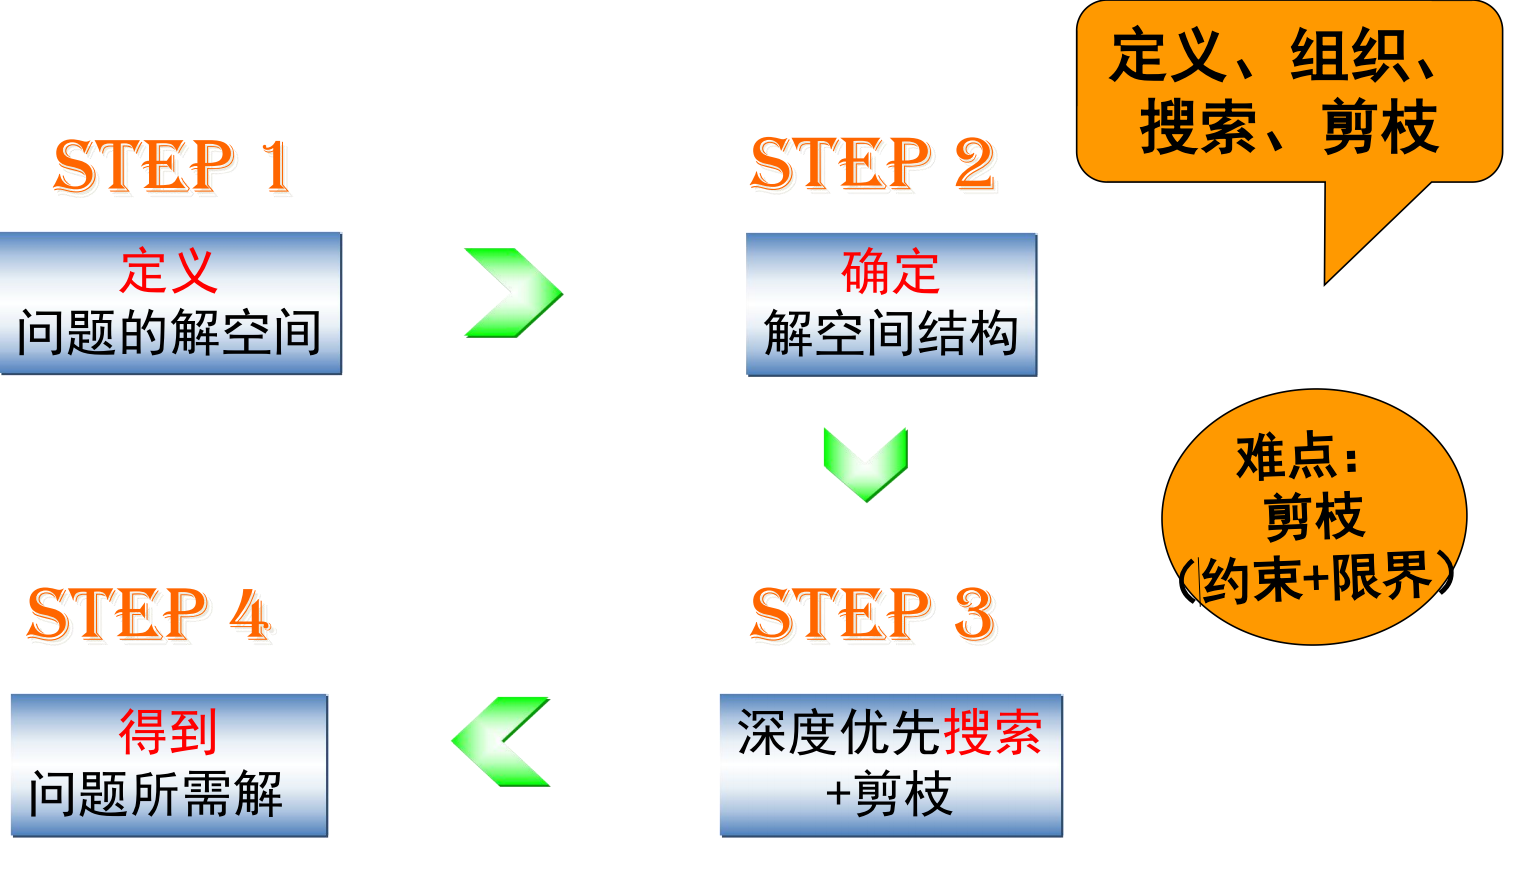 定义、组织、
搜索、剪枝
STEP 1
定义
问题的解空间
STEP 2
确定
解空间结构
难点：
剪枝
（约束+限界）
STEP 3
深度优先搜索
+剪枝
STEP 4
得到
问题所需解